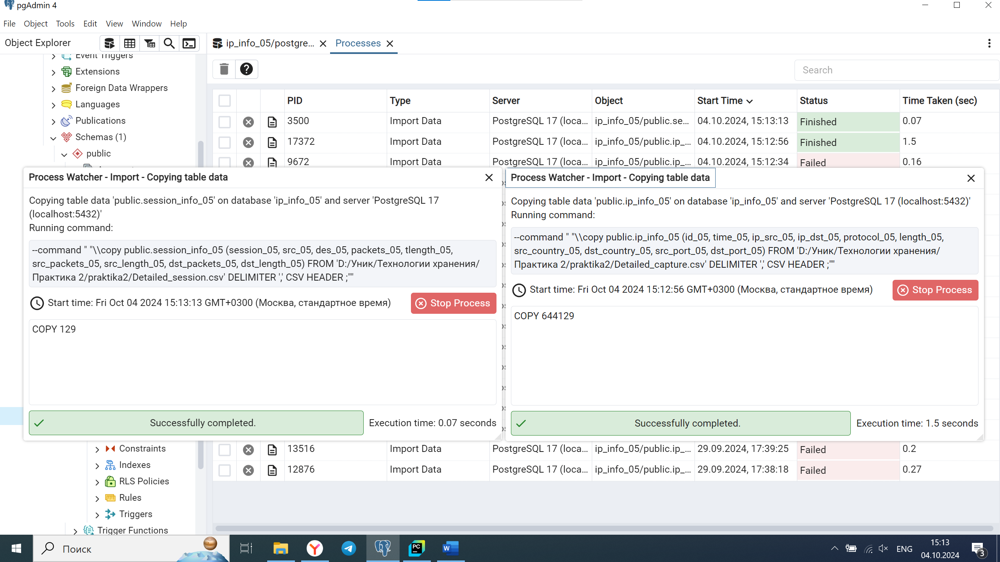 pgAdmin 4
File Object Tools Edit View Window Help
Object Explorer
ip_info_05/postgre... Processes
Event Triggers
Extensions
Foreign Data Wrappers
Languages
Publications
Schemas (1)
public
Search
PID Type Server Object Start Time Status Time Taken (sec)
3500 Import Data PostgreSQL 17 (loca... ip_info_05/public.se... 04.10.2024, 15:13:13 Finished 0.07
17372 Import Data PostgreSQL 17 (loca... ip_info_05/public.ip_... 04.10.2024, 15:12:56 Finished 1.5
9672 Import Data PostgreSQL 17 (loca... ip_info_05/public.ip_... 04.10.2024, 15:12:34 Failed 0.16
Process Watcher - Import - Copying table data
Copying table data 'public.session_info_05' on database 'ip_info_05' and server 'PostgreSQL 17
(localhost:5432)'
Running command:
--command " "\\copy public.session_info_05 (session_05, src_05, des_05, packets_05, tlength_05,
src_packets_05, src_length_05, dst_packets_05, dst_length_05) FROM 'D:/Уник/Технологии хранения/
Практика 2/praktika2/Detailed_session.csv' DELIMITER ',' CSV HEADER ;""
Start time: Fri Oct 04 2024 15:13:13 GMT+0300 (Москва, стандартное время)
Stop Process
COPY 129
Successfully completed.
Execution time: 0.07 seconds
Process Watcher - Import - Copying table data
Copying table data 'public.ip_info_05' on database 'ip_info_05' and server 'PostgreSQL 17 (localhost:5432)'
Running command:
--command " "\\copy public.ip_info_05 (id_05, time_05, ip_src_05, ip_dst_05, protocol_05, length_05,
src_country_05, dst_country_05, src_port_05, dst_port_05) FROM 'D:/Уник/Технологии хранения/
Практика 2/praktika2/Detailed_capture.csv' DELIMITER ',' CSV HEADER ;""
Start time: Fri Oct 04 2024 15:12:56 GMT+0300 (Москва, стандартное время)
Stop Process
COPY 644129
Successfully completed.
Execution time: 1.5 seconds
13516 Import Data PostgreSQL 17 (loca... ip_info_05/public.ip_... 29.09.2024, 17:39:25 Failed 0.2
12876 Import Data PostgreSQL 17 (loca... ip_info_05/public.ip_... 29.09.2024, 17:38:18 Failed 0.27
Constraints
Indexes
RLS Policies
Rules
Triggers
Trigger Functions
Поиск
PC
W
ENG
15:13
04.10.2024
3